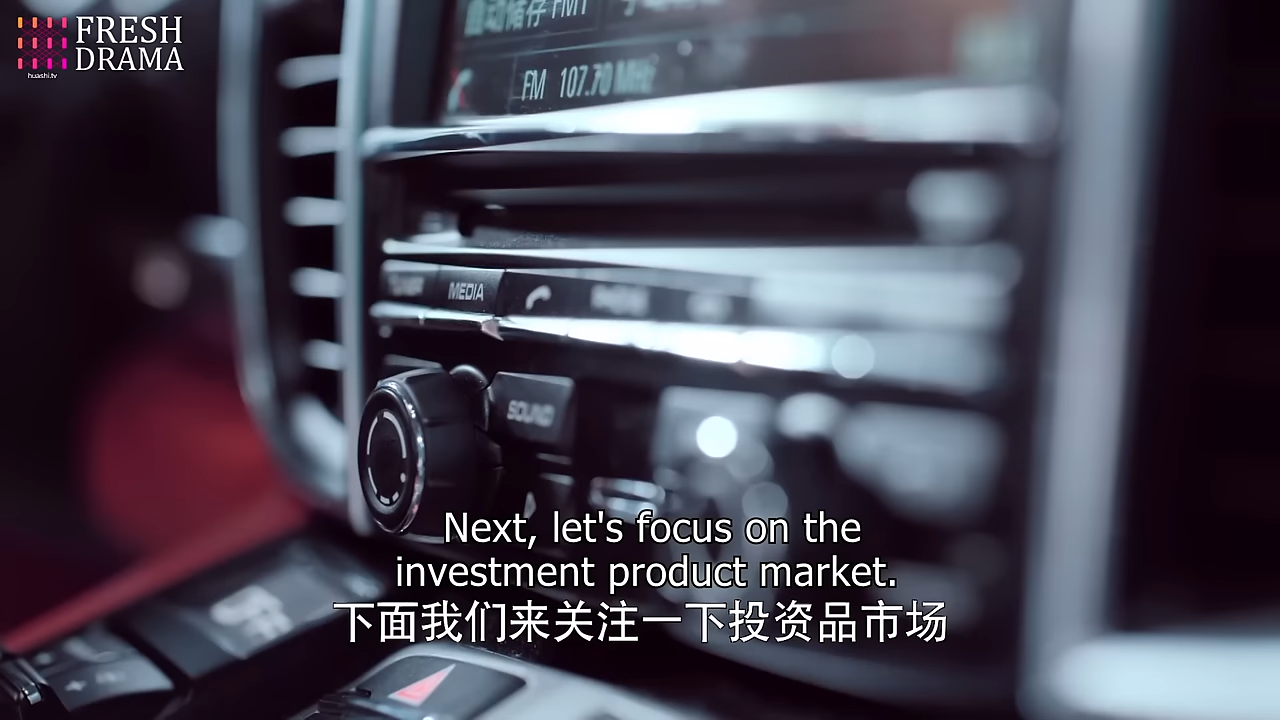 FRESH
DRAMA
huashi.tv
FM 107.70 MHz
MEDIA
SOUND
Next, let's focus on the
investment product market.
下面我们来关注一下投资品市场